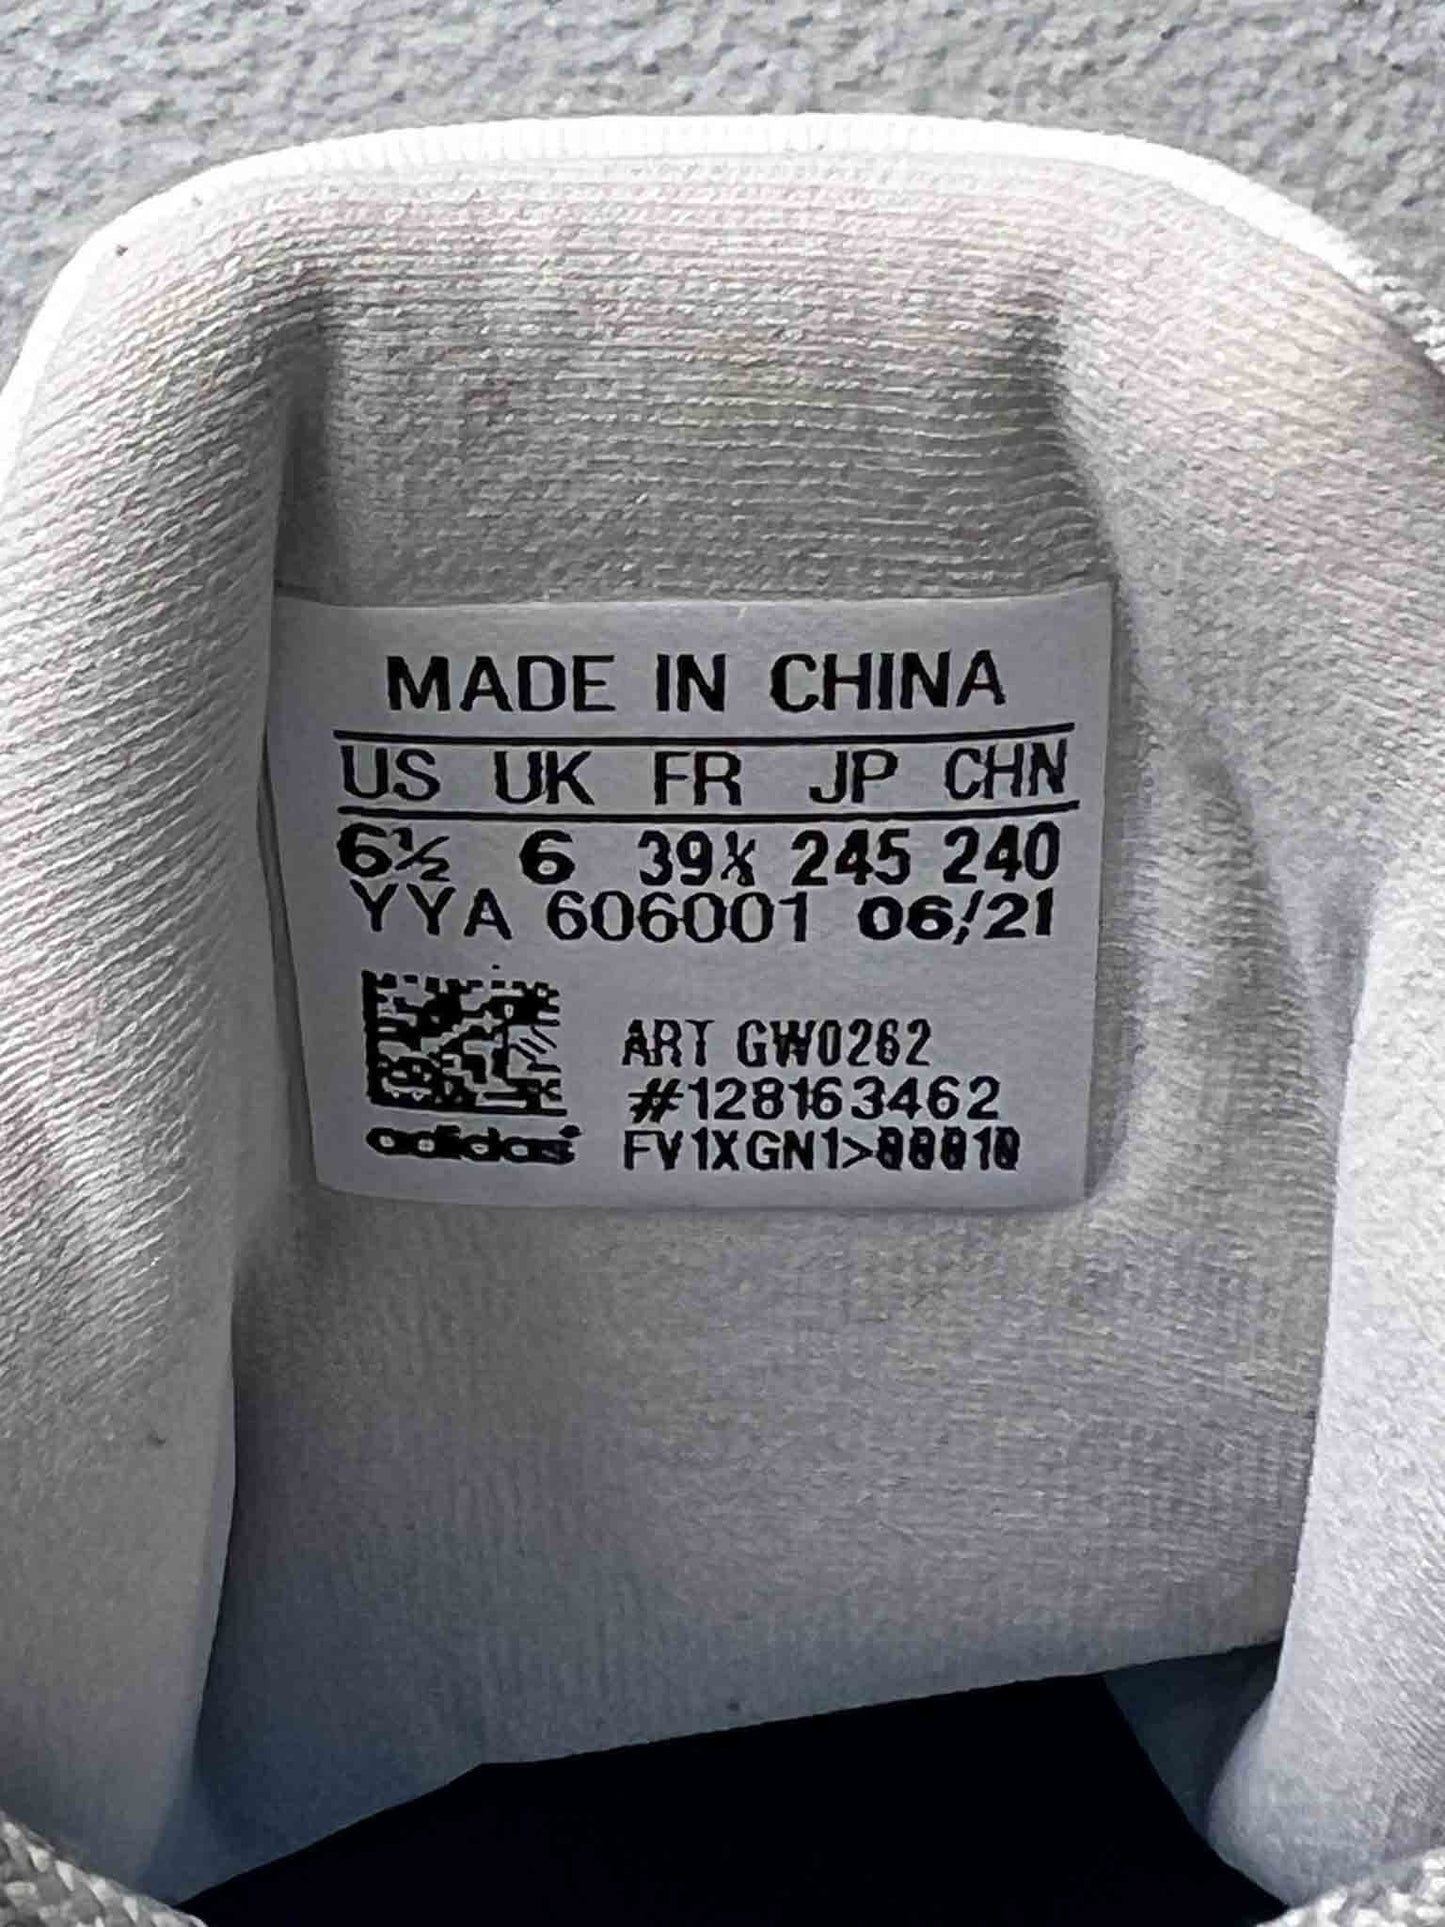 MADE IN CHINA
US UK FR JP CHN
6½ 6 39⅓ 245 240
YYA 606001 06/21
ART GW0262
#128163462
adidas
FV1XGN1>